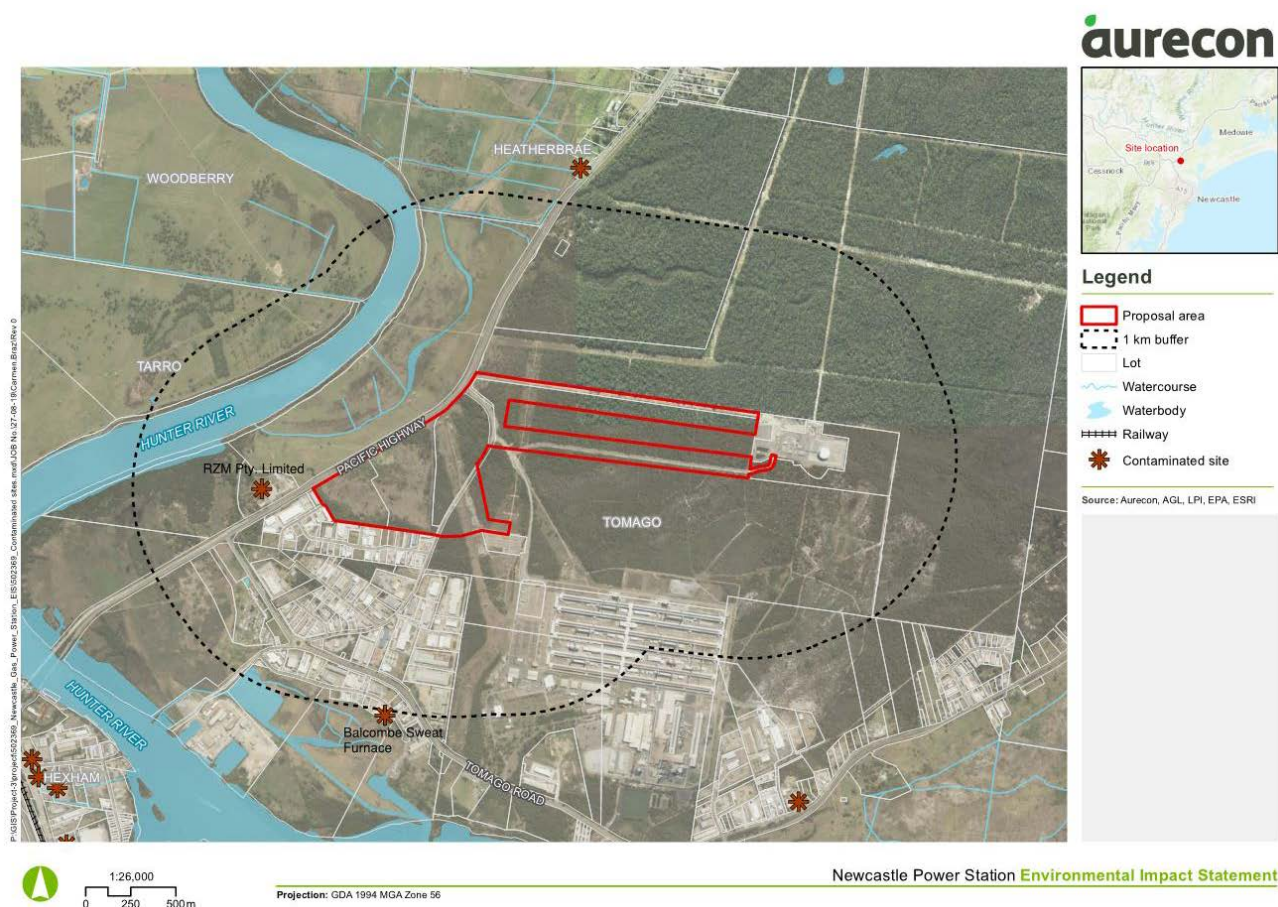 aurecon
HEATHERBRAE
WOODBERRY
TARRO
HUNTER RIVER
PACIFIC HIGHWAY
RZM Pty. Limited
TOMAGO
HUNTER RIVER
Balcombe Sweat
Furnace
HEXHAM
TOMAGO ROAD
Hunter River
Medowie
Site location
Cessnock
Newcastle
Legend
Proposal area
1 km buffer
Lot
Watercourse
Waterbody
Railway
Contaminated site
Source: Aurecon, AGL, LPI, EPA, ESRI
1:26,000
0 250 500m
Projection: GDA 1994 MGA Zone 56
Newcastle Power Station Environmental Impact Statement